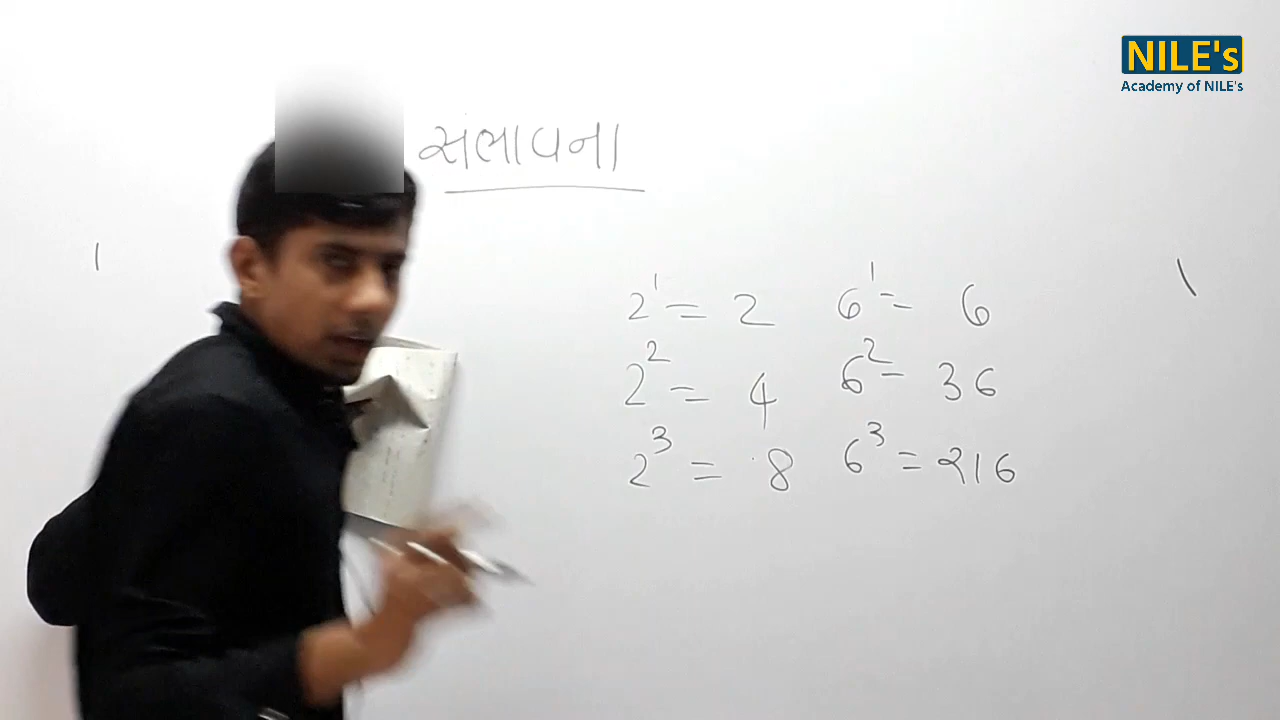 NILE's
Academy of NILE's
સંભાવના
2¹ = 2 6¹ = 6
2² = 4 6² = 36
2³ = 8 6³ = 216